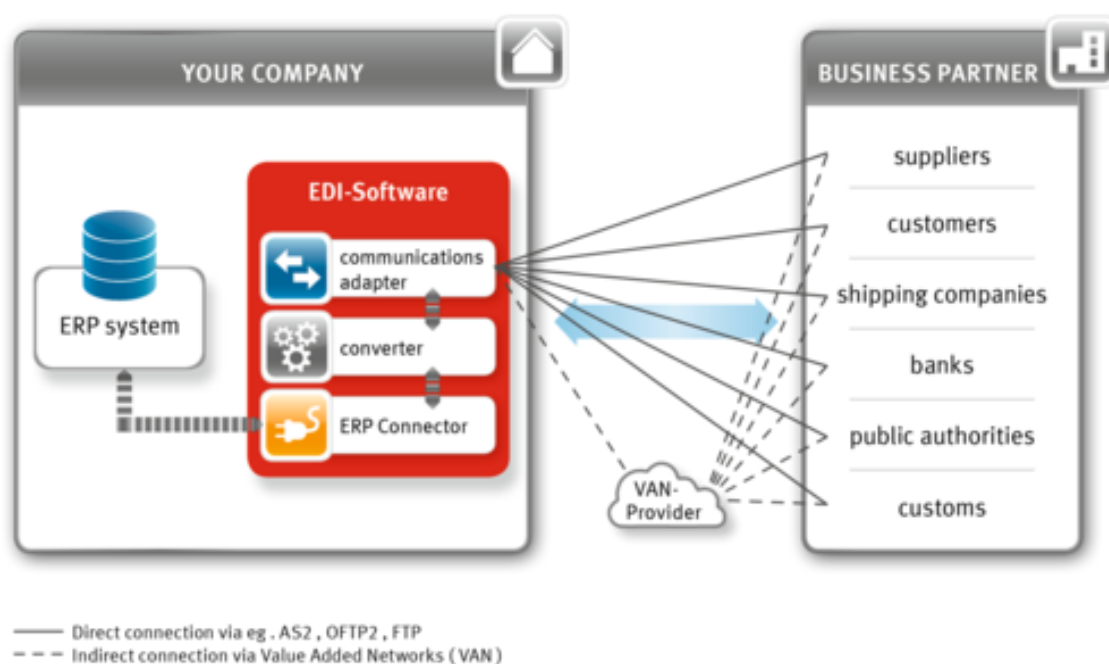 YOUR COMPANY
BUSINESS PARTNER
EDI-Software
communications
adapter
converter
ERP Connector
ERP system
suppliers
customers
shipping companies
banks
public authorities
customs
VAN-
Provider
Direct connection via eg . AS2 , OFTP2 , FTP
Indirect connection via Value Added Networks ( VAN )